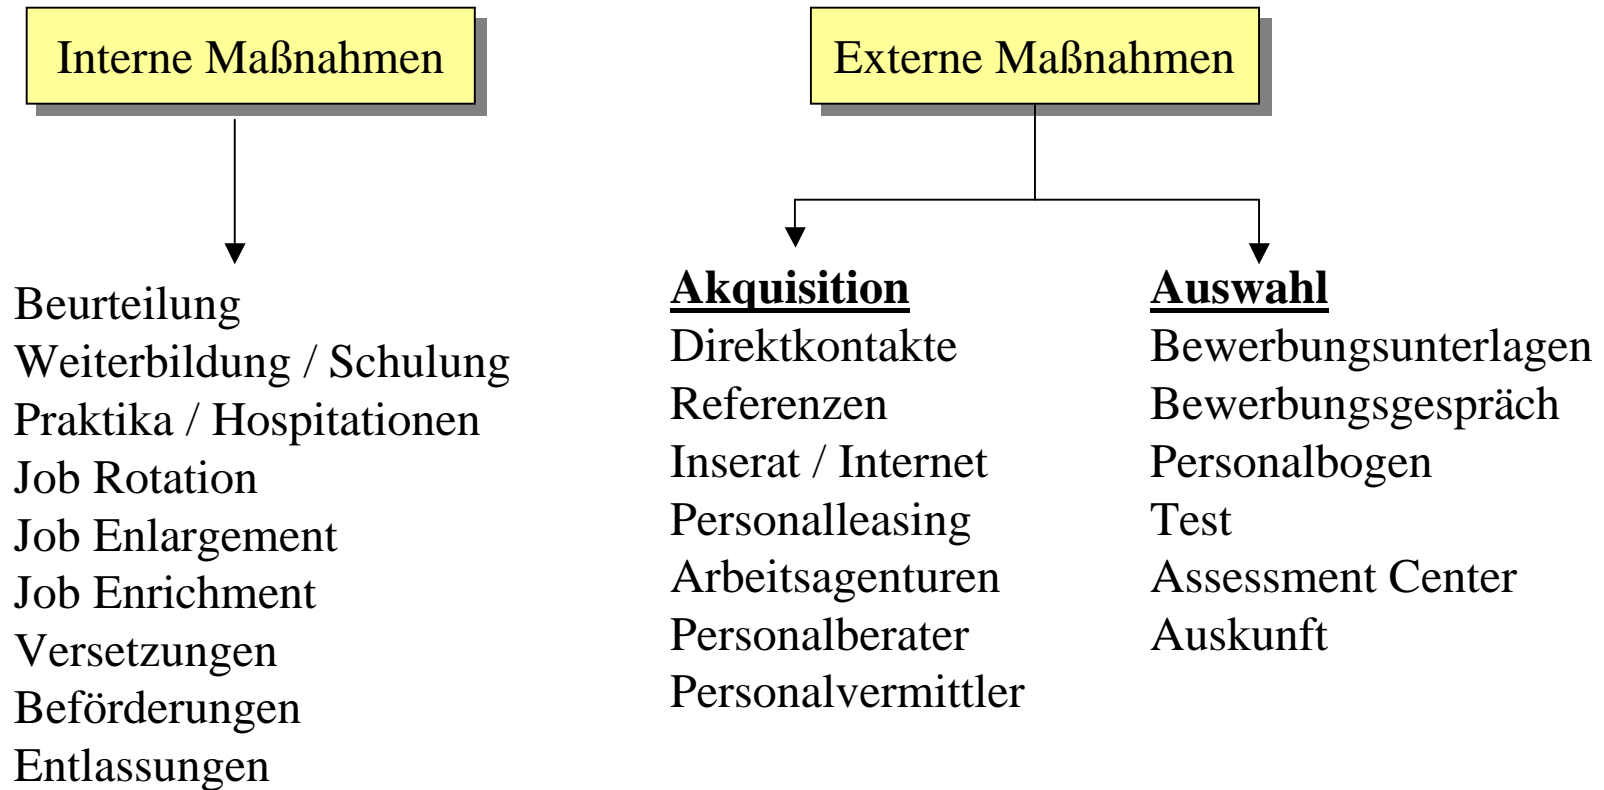 Interne Maßnahmen
Beurteilung
Weiterbildung / Schulung
Praktika / Hospitationen
Job Rotation
Job Enlargement
Job Enrichment
Versetzungen
Beförderungen
Entlassungen
Externe Maßnahmen
Akquisition
Direktkontakte
Referenzen
Inserat / Internet
Personalleasing
Arbeitsagenturen
Personalberater
Personalvermittler
Auswahl
Bewerbungsunterlagen
Bewerbungsgespräch
Personalbogen
Test
Assessment Center
Auskunft